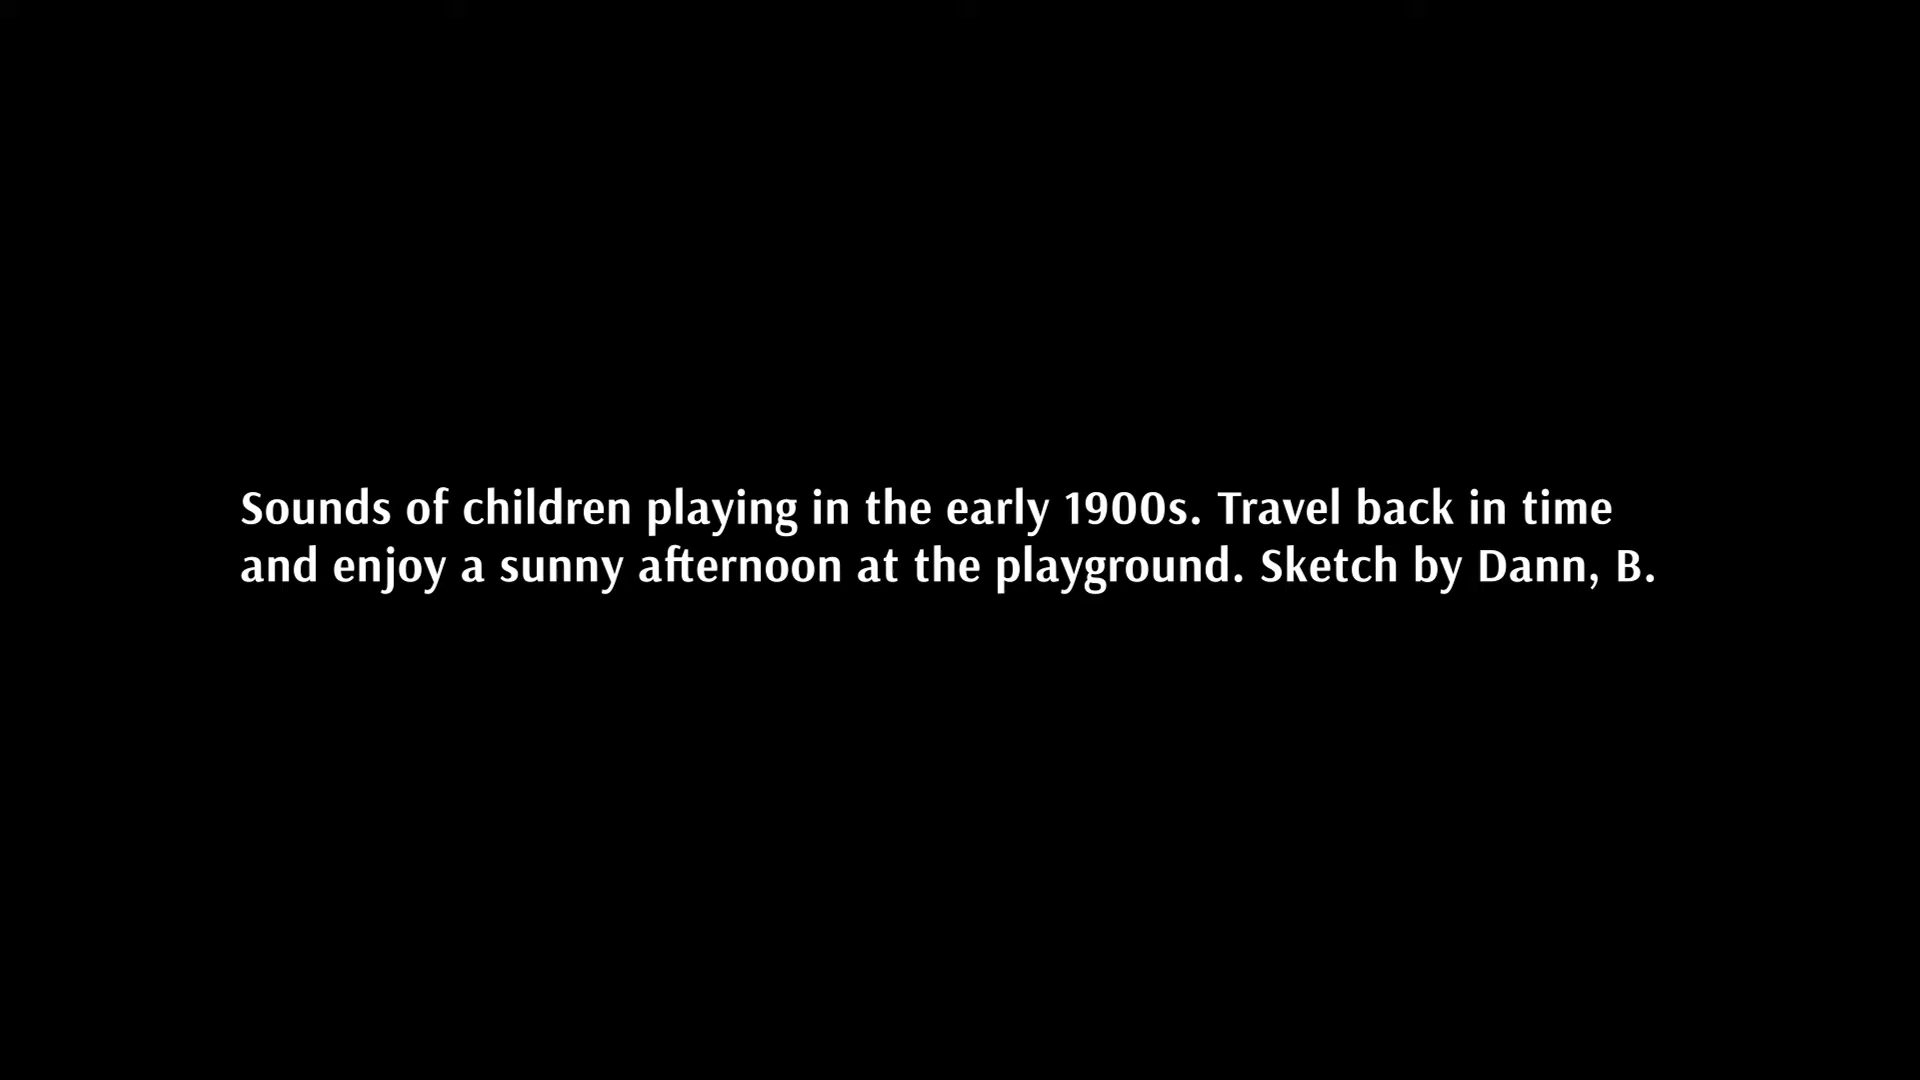 Sounds of children playing in the early 1900s. Travel back in time
and enjoy a sunny afternoon at the playground. Sketch by Dann, B.